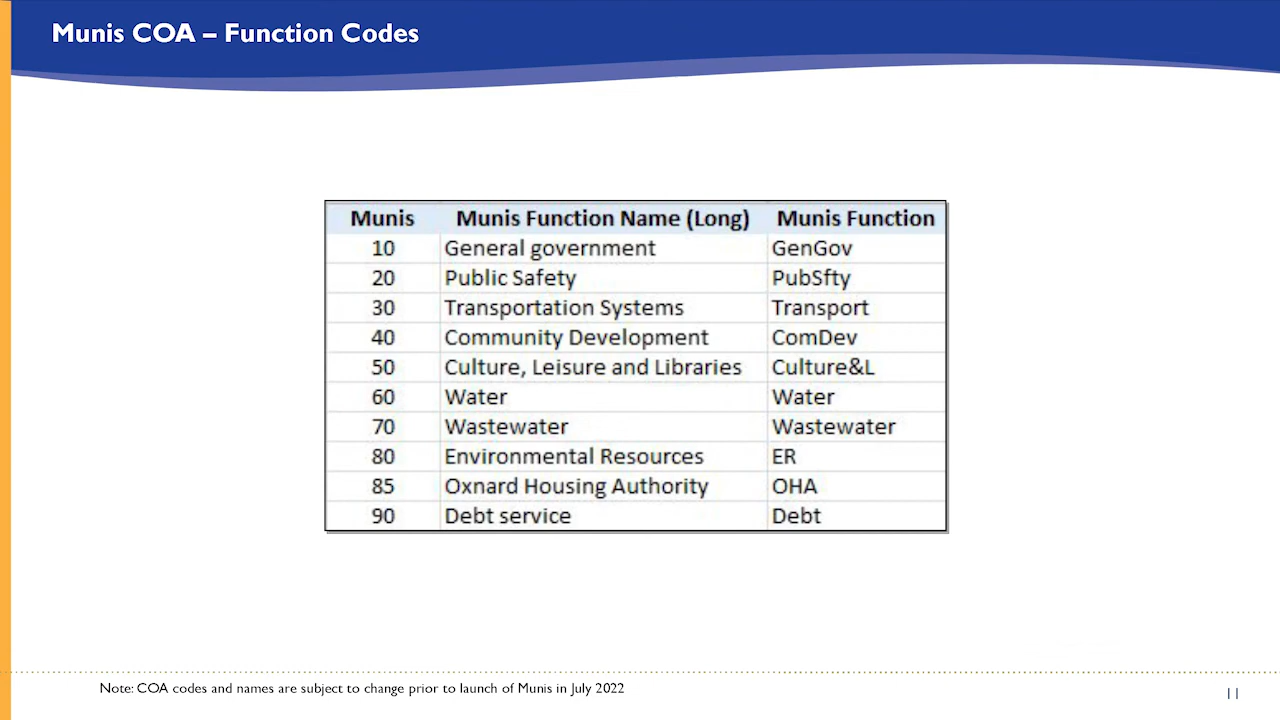 Munis COA – Function Codes
Munis Munis Function Name (Long) Munis Function
10 General government GenGov
20 Public Safety PubSfty
30 Transportation Systems Transport
40 Community Development ComDev
50 Culture, Leisure and Libraries Culture&L
60 Water Water
70 Wastewater Wastewater
80 Environmental Resources ER
85 Oxnard Housing Authority OHA
90 Debt service Debt
Note: COA codes and names are subject to change prior to launch of Munis in July 2022
11